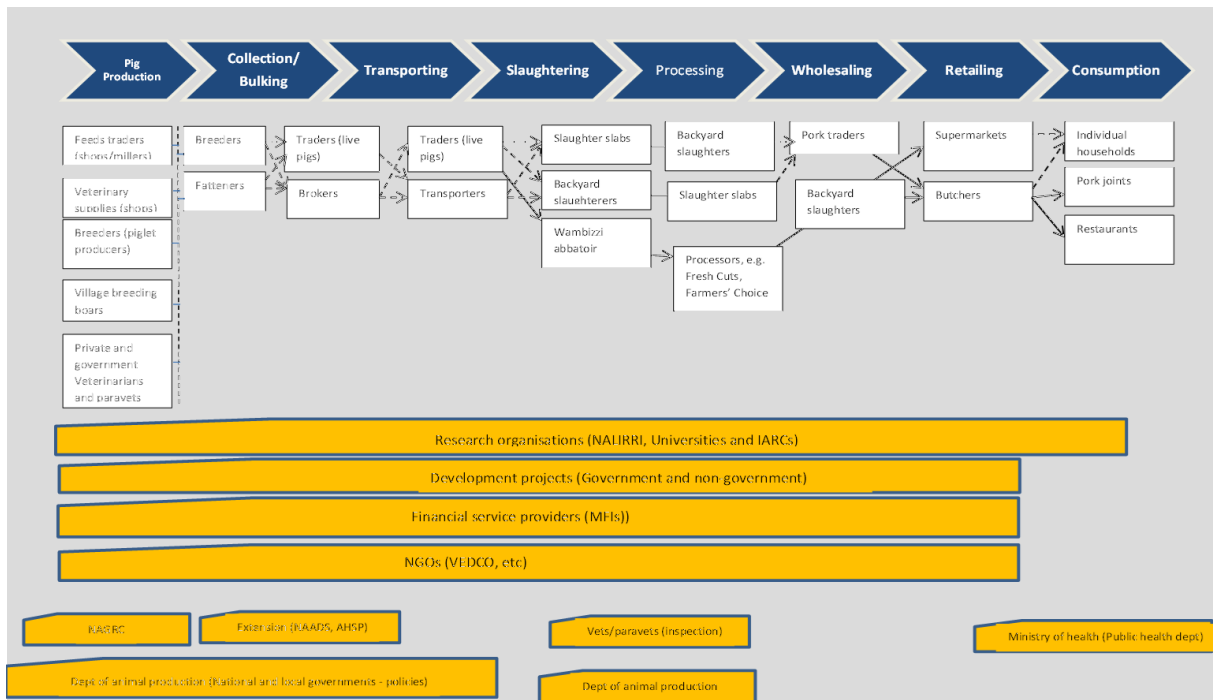 Pig
Production
Collection/
Bulking
Transporting
Slaughtering
Processing
Wholesaling
Retailing
Consumption
Feeds traders
(shops/millers)
Veterinary
supplies (shops)
Breeders (piglet
producers)
Village breeding
boars
Private and
government
Veterinarians
and paravets
Breeders
Fatteners
Traders (live
pigs)
Brokers
Traders (live
pigs)
Transporters
Slaughter slabs
Backyard
slaughterers
Wambizzi
abbatoir
Backyard
slaughters
Slaughter slabs
Processors, e.g.
Fresh Cuts,
Farmers' Choice
Pork traders
Backyard
slaughters
Supermarkets
Butchers
Individual
households
Pork joints
Restaurants
Research organisations (NALIRRI, Universities and IARCs)
Development projects (Government and non-government)
Financial service providers (MFIs))
NGOs (VEDCO, etc)
NAGRC
Extension (NAADS, AHSP)
Vets/paravets (inspection)
Ministry of health (Public health dept)
Dept of animal production (National and local governments - policies)
Dept of animal production